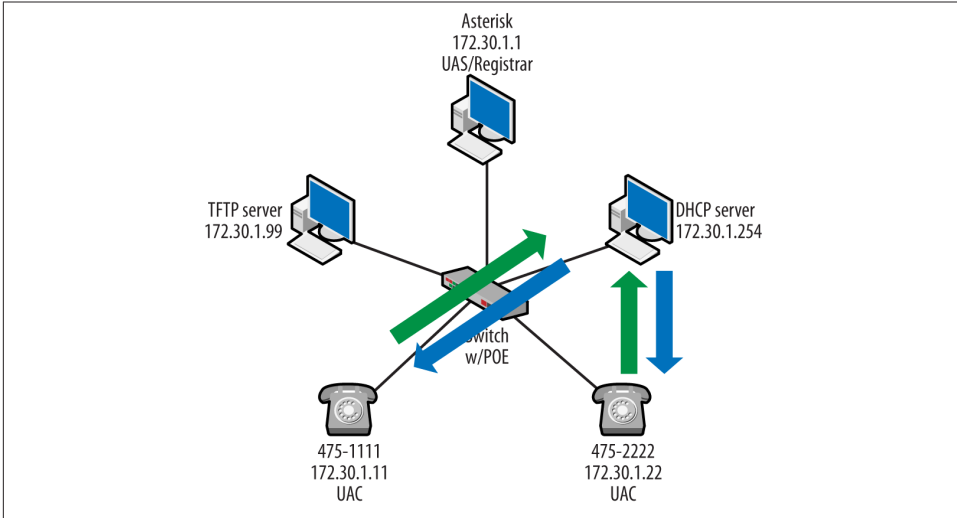 Asterisk
172.30.1.1
UAS/Registrar
TFTP server
172.30.1.99
DHCP server
172.30.1.254
Switch
w/POE
475-1111
172.30.1.11
UAC
475-2222
172.30.1.22
UAC